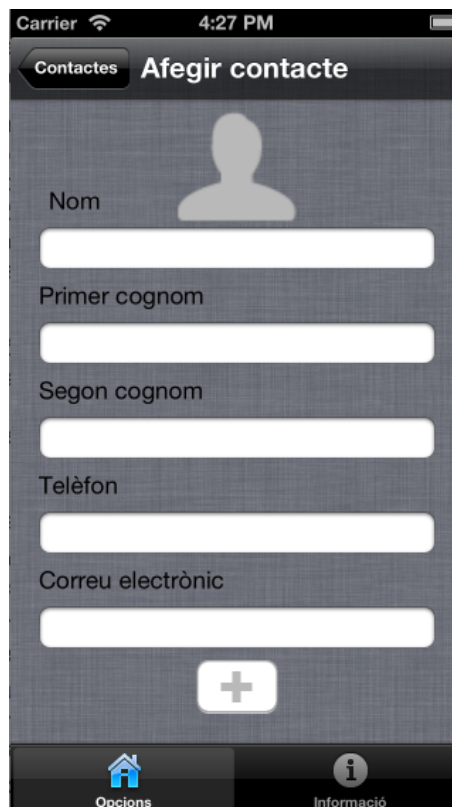 Carrier 4:27 PM
Contactes Afegir contacte
Nom
Primer cognom
Segon cognom
Telèfon
Correu electrònic
Opcions Informació